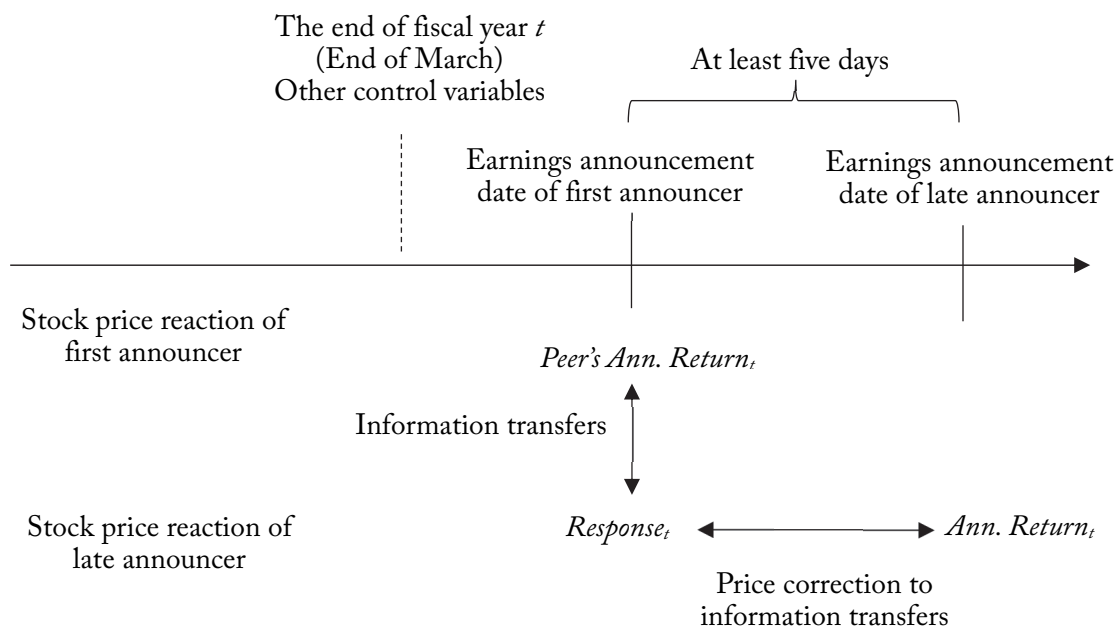 The end of fiscal year t
(End of March)
Other control variables
At least five days
Earnings announcement
date of first announcer
Earnings announcement
date of late announcer
Stock price reaction of
first announcer
Peer's Ann. Returnₜ
Information transfers
Stock price reaction of
late announcer
Responseₜ
Ann. Returnₜ
Price correction to
information transfers